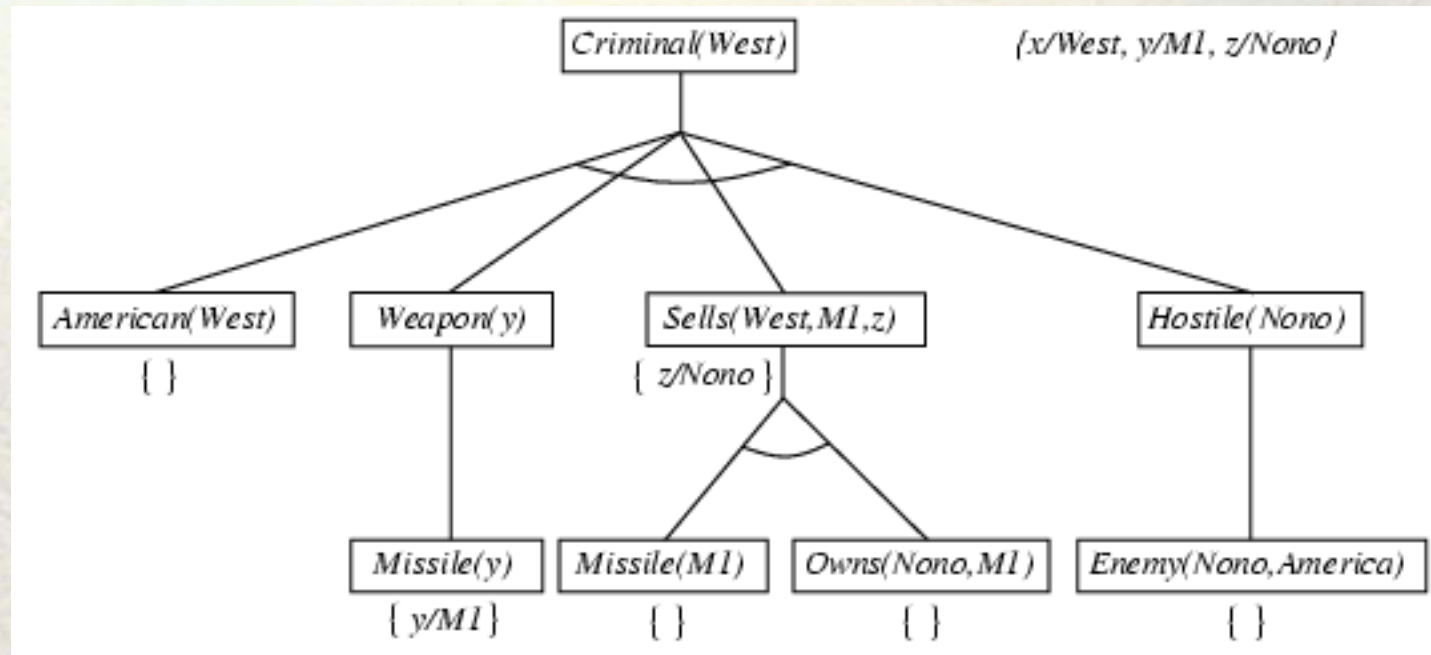 Criminal(West)
{x/West, y/M1, z/Nono}
American(West)
Weapon(y)
Sells(West,M1,z)
Hostile(Nono)
{ }
{ z/Nono }
Missile(y)
Missile(M1)
Owns(Nono,M1)
Enemy(Nono,America)
{ y/M1 }
{ }
{ }
{ }